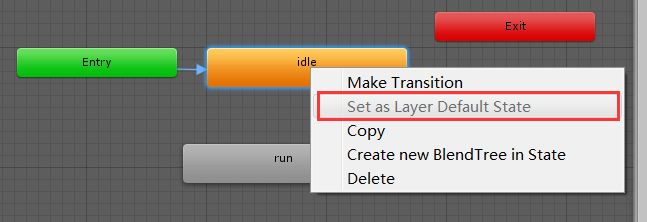 Exit
Entry
idle
Make Transition
Set as Layer Default State
Copy
run
Create new BlendTree in State
Delete